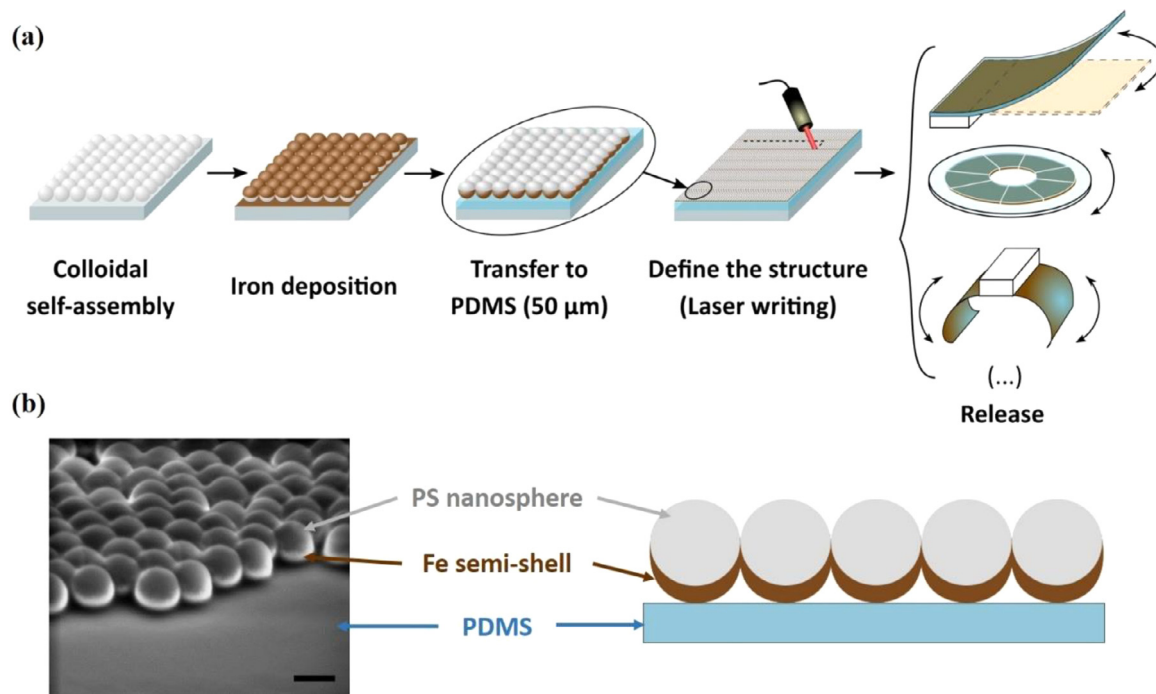 (a)
Colloidal
self-assembly
Iron deposition
Transfer to
PDMS (50 µm)
Define the structure
(Laser writing)
(...)
Release
(b)
PS nanosphere
Fe semi-shell
PDMS